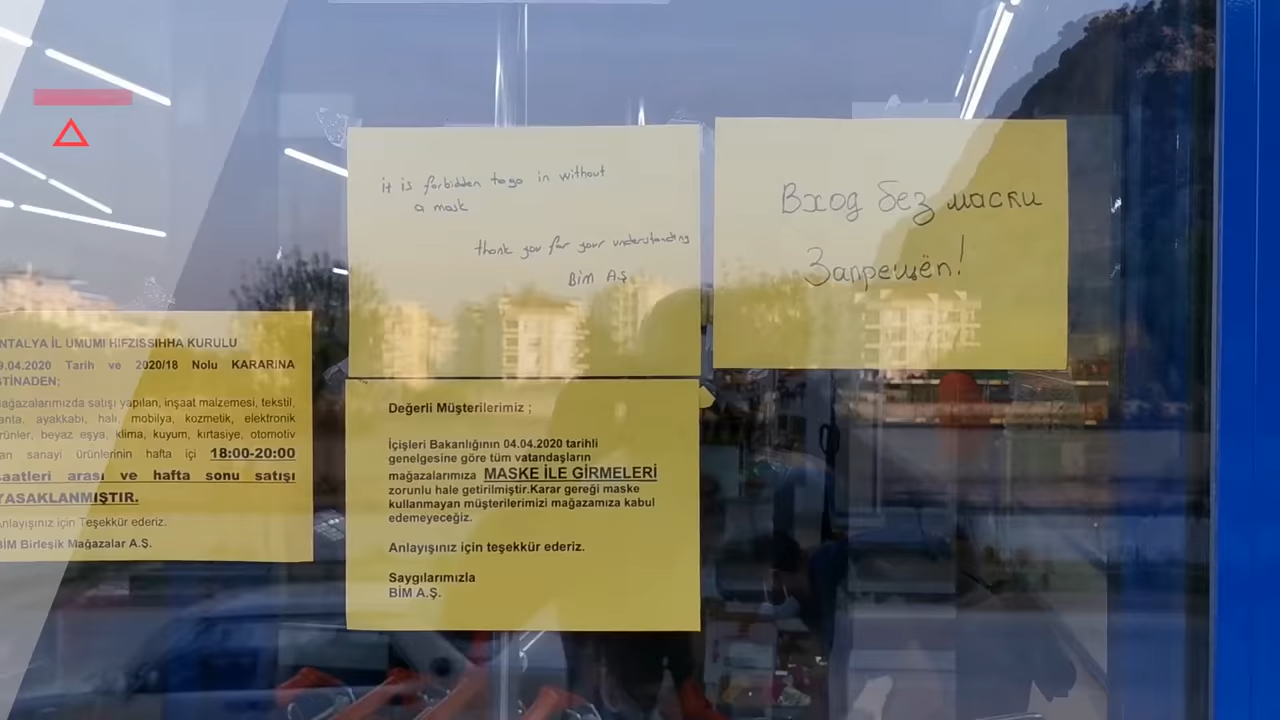 it is forbidden to go in without
a mask
thank you for your understanding
BİM A.Ş
Вход без маски
Запрещён!
NTALYA İL UMUMİ HIFZISSIHHA KURULU
9.04.2020 Tarih ve 2020/18 Nolu KARARINA
STİNADEN;
mağazalarımızda satışı yapılan, inşaat malzemesi, tekstil,
anta, ayakkabı, halı, mobilya, kozmetik, elektronik
rünler, beyaz eşya, klima, kuyum, kırtasiye, otomotiv
an sanayi ürünlerinin hafta içi 18:00-20:00
saatleri arası ve hafta sonu satışı
YASAKLANMIŞTIR.
Anlayışınız için Teşekkür ederiz.
BİM Birleşik Mağazalar A.Ş.
Değerli Müşterilerimiz ;
İçişleri Bakanlığının 04.04.2020 tarihli
genelgesine göre tüm vatandaşların
mağazalarımıza MASKE İLE GİRMELERİ
zorunlu hale getirilmiştir.Karar gereği maske
kullanmayan müşterilerimizi mağazamıza kabul
edemeyeceğiz.
Anlayışınız için teşekkür ederiz.
Saygılarımızla
BİM A.Ş.